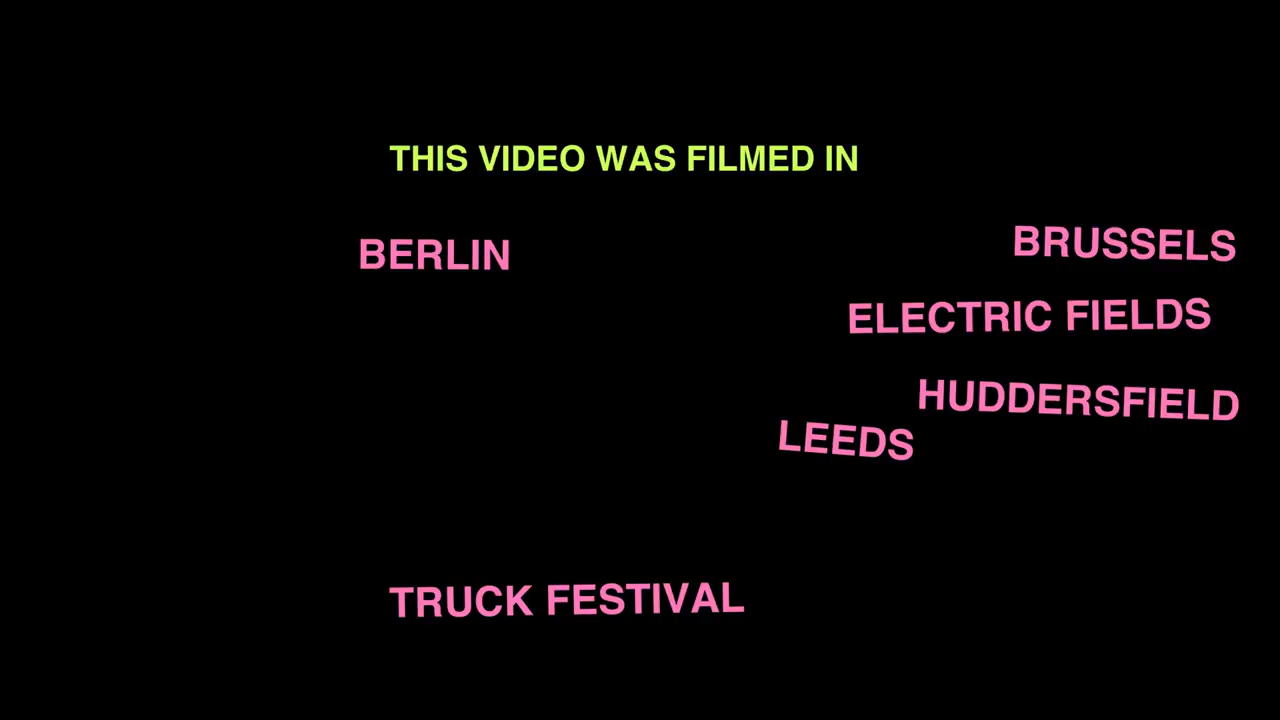 THIS VIDEO WAS FILMED IN
BERLIN
BRUSSELS
ELECTRIC FIELDS
HUDDERSFIELD
LEEDS
TRUCK FESTIVAL